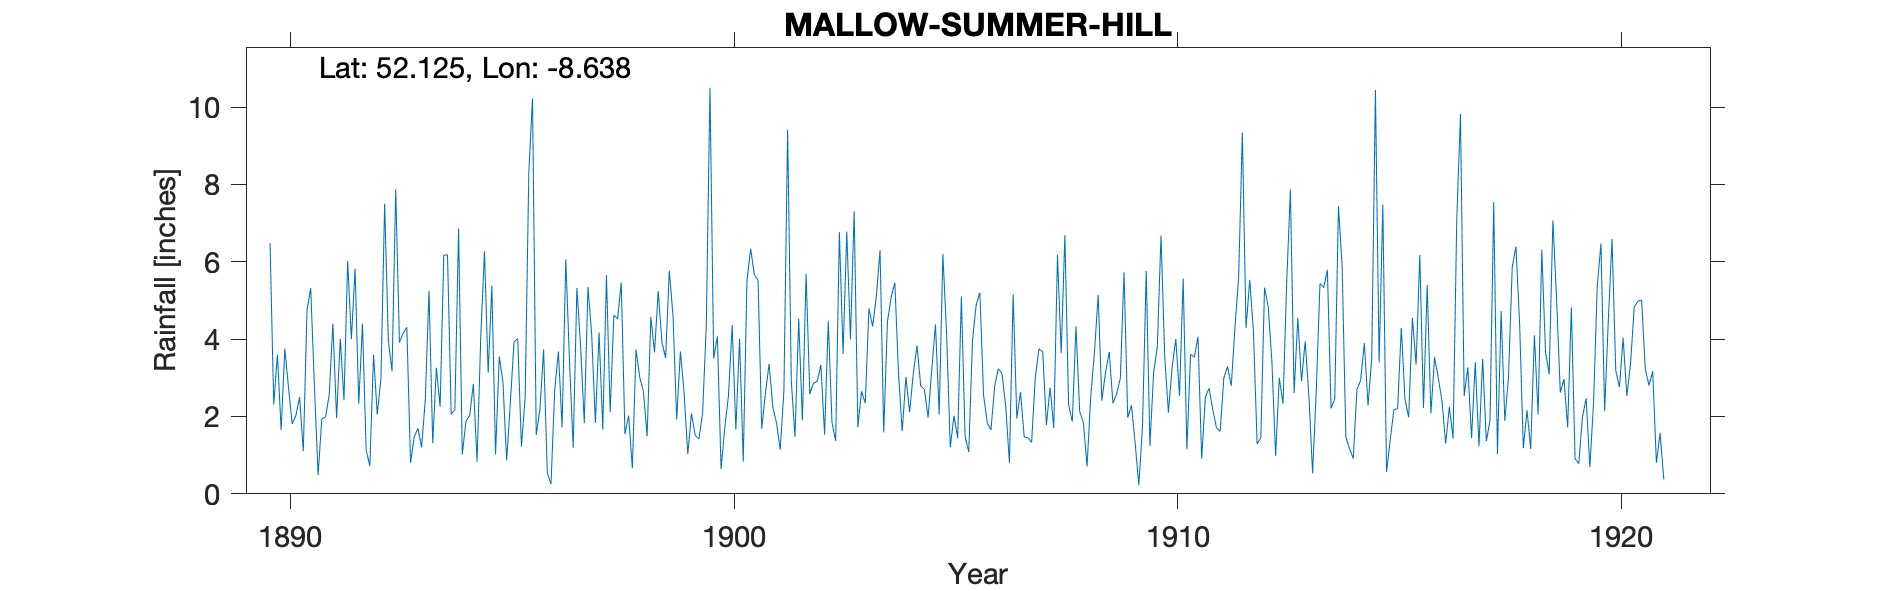 MALLOW-SUMMER-HILL
Lat: 52.125, Lon: -8.638
10
8
6
4
2
0
Rainfall [inches]
1890 1900 1910 1920
Year